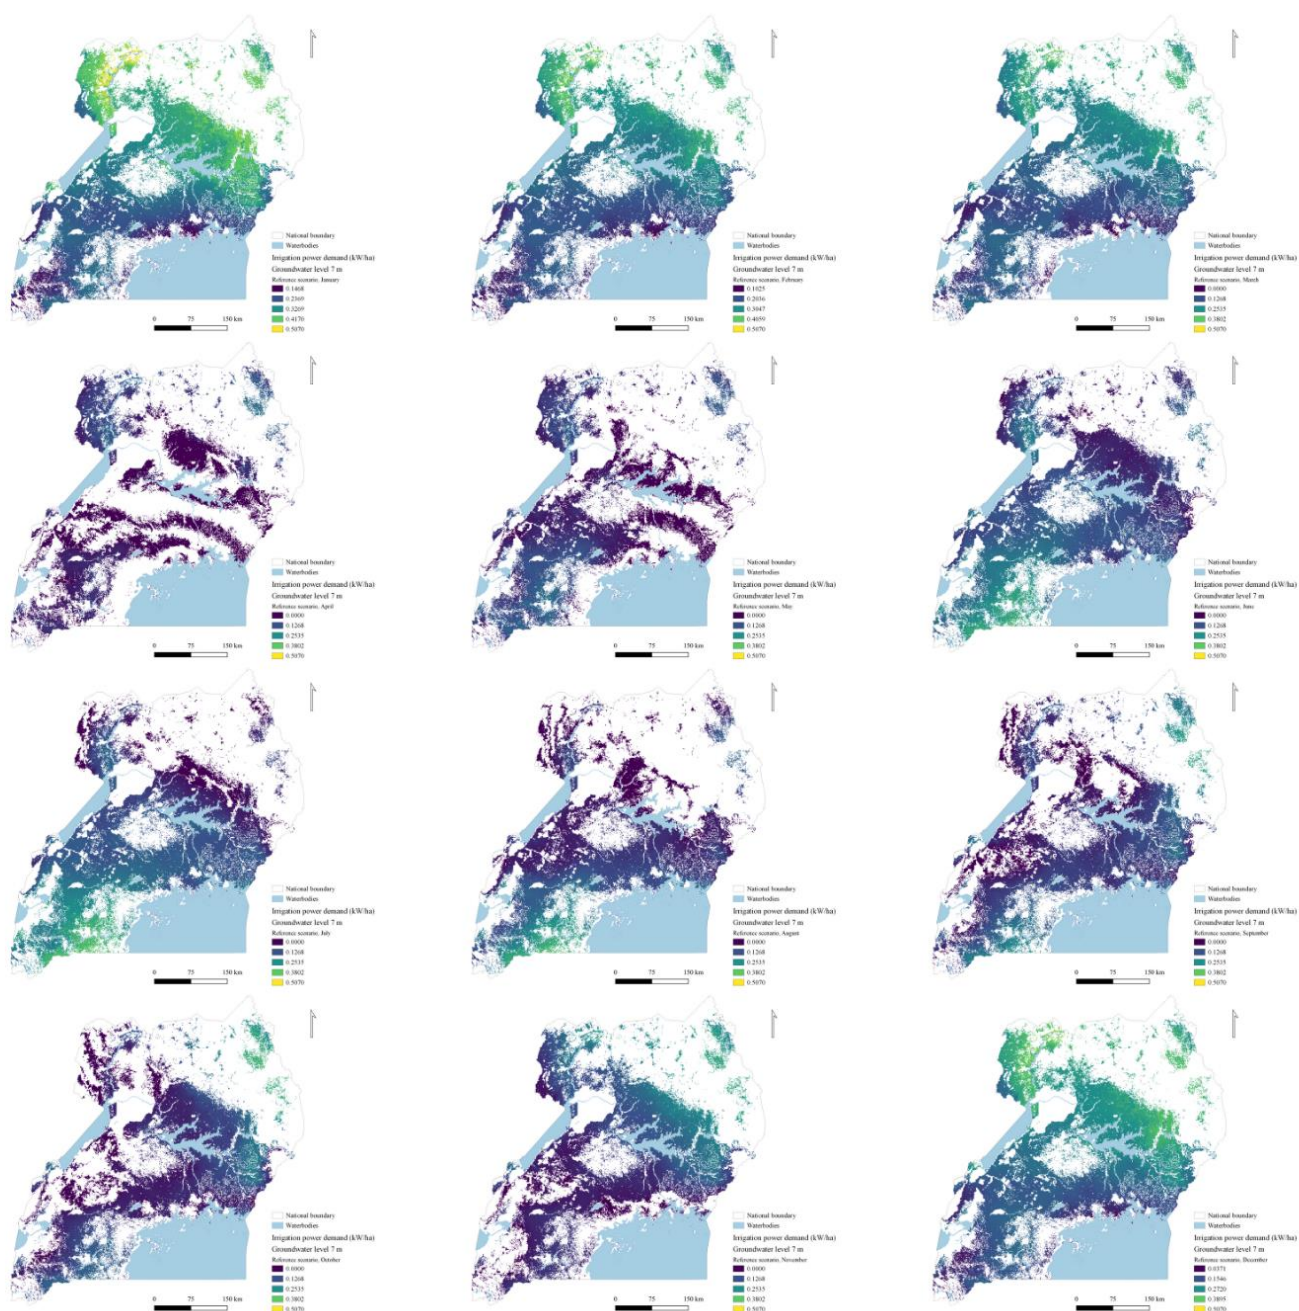 National boundary
Waterbodies
Irrigation power demand (kW/ha)
Groundwater level 7 m
Reference scenario, January
0.1468
0.2369
0.3269
0.4170
0.5070
0 75 150 km
National boundary
Waterbodies
Irrigation power demand (kW/ha)
Groundwater level 7 m
Reference scenario, February
0.1025
0.2036
0.3047
0.4059
0.5070
0 75 150 km
National boundary
Waterbodies
Irrigation power demand (kW/ha)
Groundwater level 7 m
Reference scenario, March
0.0000
0.1268
0.2535
0.3802
0.5070
0 75 150 km
National boundary
Waterbodies
Irrigation power demand (kW/ha)
Groundwater level 7 m
Reference scenario, April
0.0000
0.1268
0.2535
0.3802
0.5070
0 75 150 km
National boundary
Waterbodies
Irrigation power demand (kW/ha)
Groundwater level 7 m
Reference scenario, May
0.0000
0.1268
0.2535
0.3802
0.5070
0 75 150 km
National boundary
Waterbodies
Irrigation power demand (kW/ha)
Groundwater level 7 m
Reference scenario, June
0.0000
0.1268
0.2535
0.3802
0.5070
0 75 150 km
National boundary
Waterbodies
Irrigation power demand (kW/ha)
Groundwater level 7 m
Reference scenario, July
0.0000
0.1268
0.2535
0.3802
0.5070
0 75 150 km
National boundary
Waterbodies
Irrigation power demand (kW/ha)
Groundwater level 7 m
Reference scenario, August
0.0000
0.1268
0.2535
0.3802
0.5070
0 75 150 km
National boundary
Waterbodies
Irrigation power demand (kW/ha)
Groundwater level 7 m
Reference scenario, September
0.0000
0.1268
0.2535
0.3802
0.5070
0 75 150 km
National boundary
Waterbodies
Irrigation power demand (kW/ha)
Groundwater level 7 m
Reference scenario, October
0.0000
0.1268
0.2535
0.3802
0.5070
0 75 150 km
National boundary
Waterbodies
Irrigation power demand (kW/ha)
Groundwater level 7 m
Reference scenario, November
0.0000
0.1268
0.2535
0.3802
0.5070
0 75 150 km
National boundary
Waterbodies
Irrigation power demand (kW/ha)
Groundwater level 7 m
Reference scenario, December
0.0371
0.1546
0.2720
0.3895
0.5070
0 75 150 km